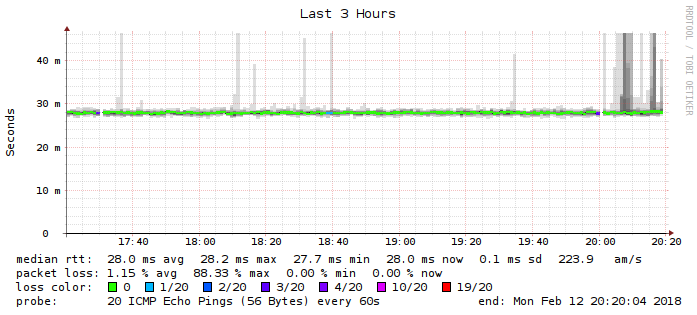 Last 3 Hours
RRDTOOL / TOBI OETIKER
Seconds
40 m
30 m
20 m
10 m
0
17:40 18:00 18:20 18:40 19:00 19:20 19:40 20:00 20:20
median rtt: 28.0 ms avg 28.2 ms max 27.7 ms min 28.0 ms now 0.1 ms sd 223.9 am/s
packet loss: 1.15 % avg 88.33 % max 0.00 % min 0.00 % now
loss color: 0 1/20 2/20 3/20 4/20 10/20 19/20
probe: 20 ICMP Echo Pings (56 Bytes) every 60s end: Mon Feb 12 20:20:04 2018